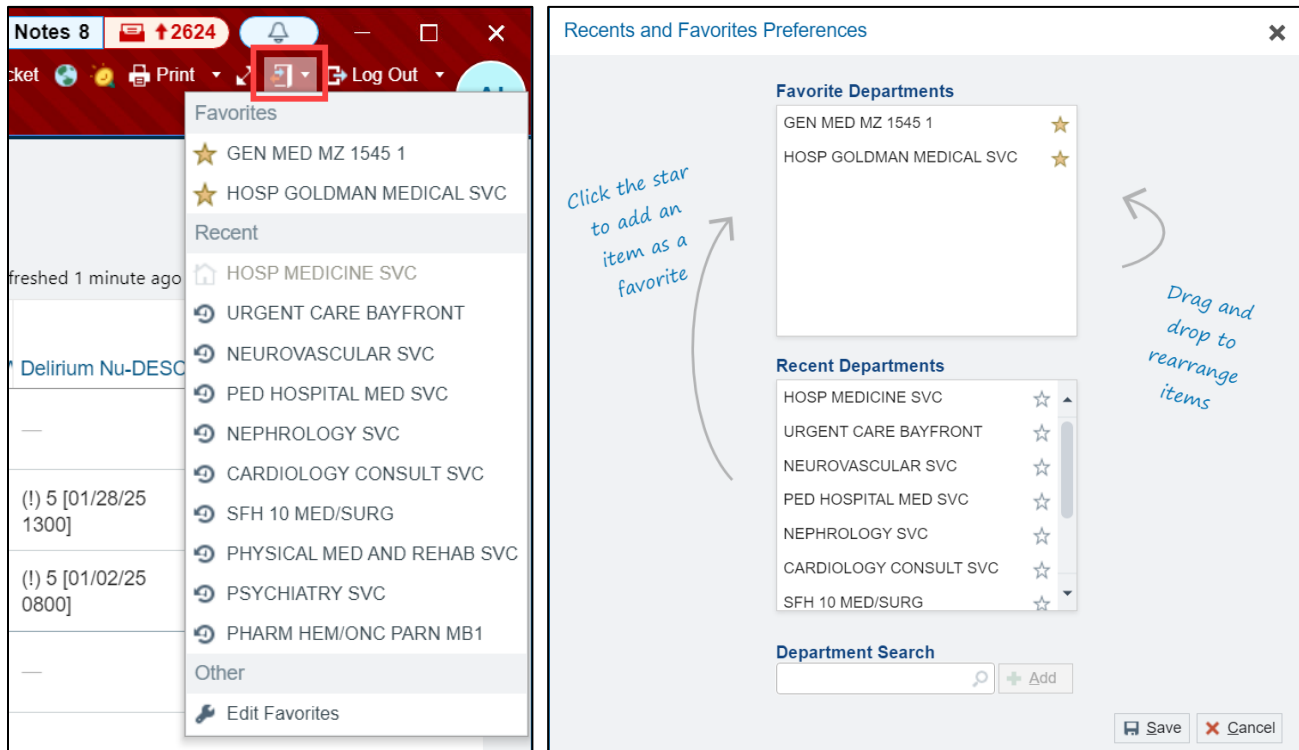 Notes 8
2624
cket
Print
Log Out
Favorites
GEN MED MZ 1545 1
HOSP GOLDMAN MEDICAL SVC
Recent
HOSP MEDICINE SVC
URGENT CARE BAYFRONT
NEUROVASCULAR SVC
PED HOSPITAL MED SVC
NEPHROLOGY SVC
CARDIOLOGY CONSULT SVC
SFH 10 MED/SURG
PHYSICAL MED AND REHAB SVC
PSYCHIATRY SVC
PHARM HEM/ONC PARN MB1
Other
Edit Favorites
freshed 1 minute ago
Delirium Nu-DESC
—
(!) 5 [01/28/25
1300]
(!) 5 [01/02/25
0800]
—
Recents and Favorites Preferences
Favorite Departments
GEN MED MZ 1545 1
HOSP GOLDMAN MEDICAL SVC
Click the star
to add an
item as a
favorite
Drag and
drop to
rearrange
items
Recent Departments
HOSP MEDICINE SVC
URGENT CARE BAYFRONT
NEUROVASCULAR SVC
PED HOSPITAL MED SVC
NEPHROLOGY SVC
CARDIOLOGY CONSULT SVC
SFH 10 MED/SURG
Department Search
Add
Save
Cancel